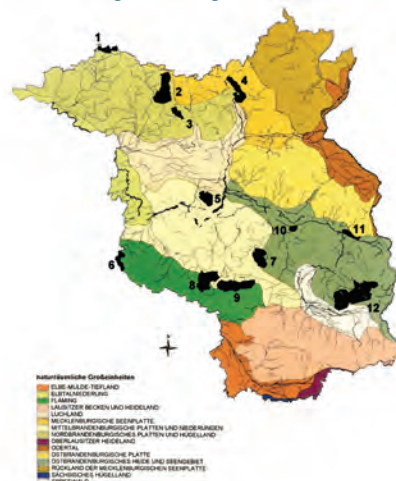 1
2
4
3
5
10
11
6
7
8
9
12
naturräumliche Großeinheiten
ELBE-MULDE-TIEFLAND
ELBTALNIEDERUNG
FLÄMING
LAUSITZER BECKEN UND HEIDELAND
LUCHLAND
MECKLENBURGISCHE SEENPLATTE
MITTELBRANDENBURGISCHE PLATTEN UND NIEDERUNGEN
NORDBRANDENBURGISCHES PLATTEN UND HÜGELLAND
OBERLAUSITZER HEIDELAND
ODERTAL
OSTBRANDENBURGISCHE PLATTE
OSTBRANDENBURGISCHES HEIDE UND SEENGEBIET
RÜCKLAND DER MECKLENBURGISCHEN SEENPLATTE
SÄCHSISCHES HÜGELLAND